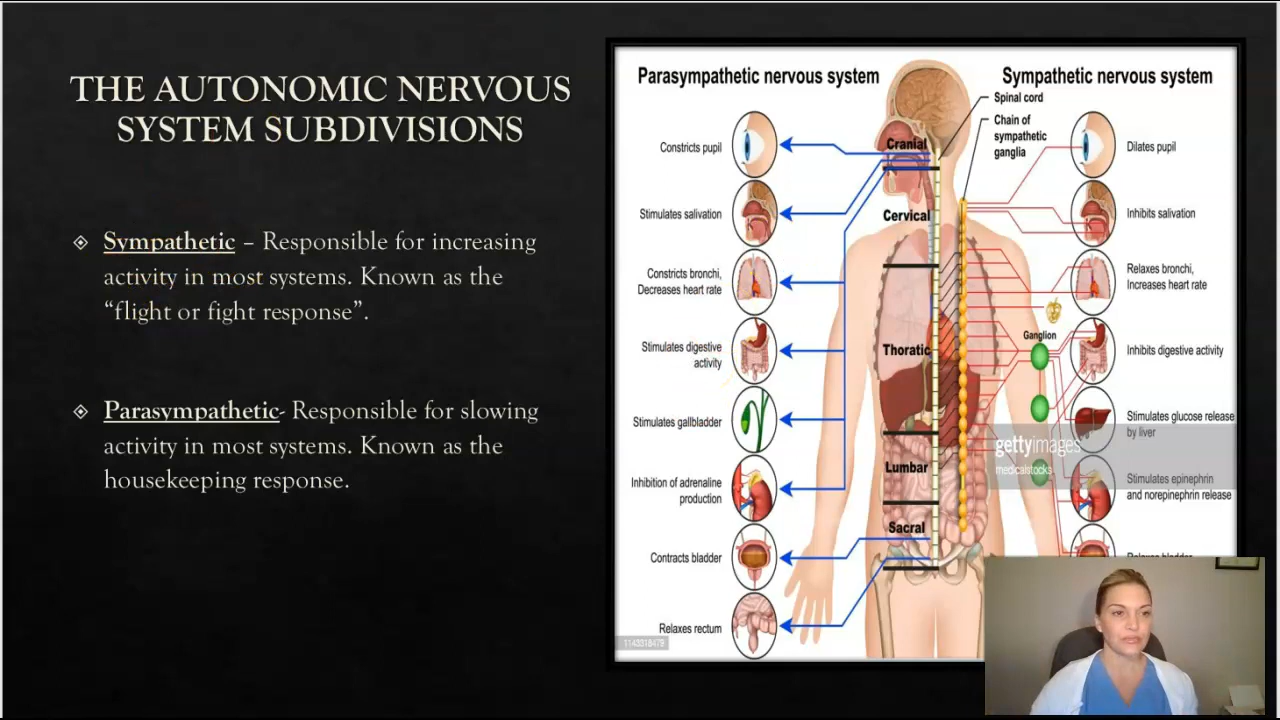 THE AUTONOMIC NERVOUS
SYSTEM SUBDIVISIONS
Sympathetic – Responsible for increasing
activity in most systems. Known as the
“flight or fight response”.
Parasympathetic- Responsible for slowing
activity in most systems. Known as the
housekeeping response.
Parasympathetic nervous system
Constricts pupil
Stimulates salivation
Constricts bronchi,
Decreases heart rate
Stimulates digestive
activity
Stimulates gallbladder
Inhibition of adrenaline
production
Contracts bladder
Relaxes rectum
Cranial
Cervical
Thoratic
Lumbar
Sacral
Sympathetic nervous system
Spinal cord
Chain of
sympathetic
ganglia
Dilates pupil
Inhibits salivation
Relaxes bronchi,
Increases heart rate
Ganglion
Inhibits digestive activity
Stimulates glucose release
by liver
gettyimages
medicalstocks
Stimulates epinephrin
and norepinephrin release
Relaxes bladder